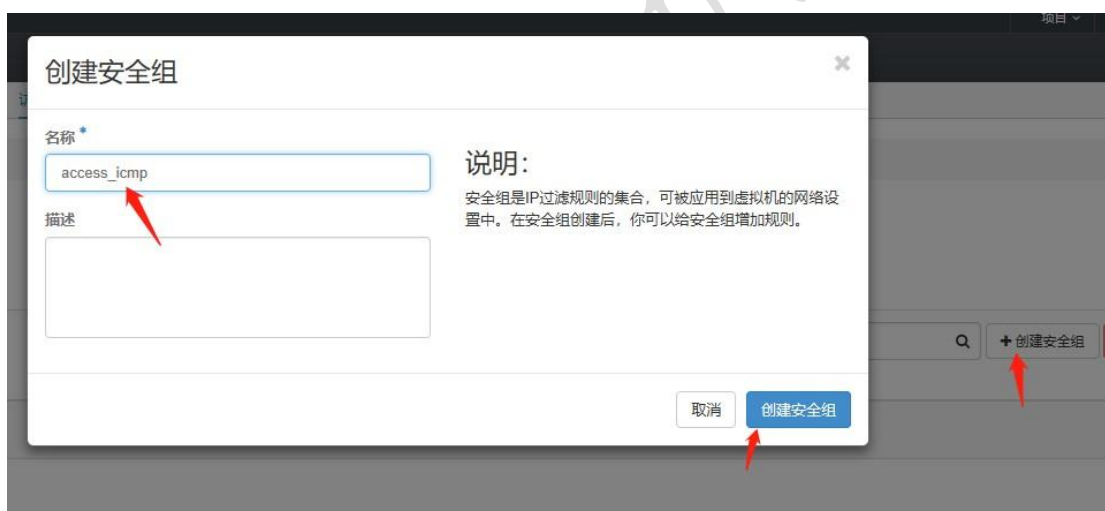 项目
创建安全组
×
名称 *
access_icmp
说明：
安全组是IP过滤规则的集合，可被应用到虚拟机的网络设
置中。在安全组创建后，你可以给安全组增加规则。
描述
+ 创建安全组
取消
创建安全组